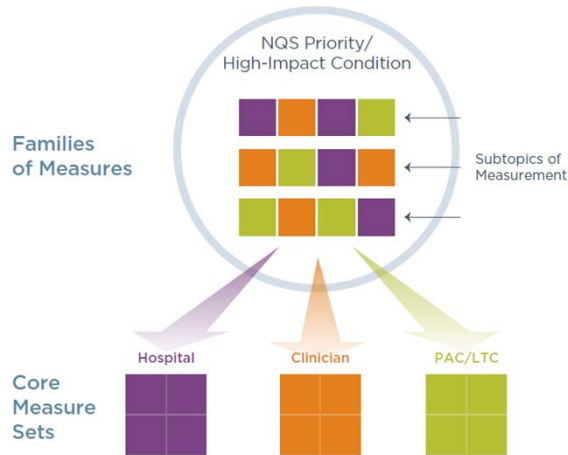 NQS Priority/
High-Impact Condition
Families
of Measures
Subtopics of
Measurement
Hospital
Clinician
PAC/LTC
Core
Measure
Sets